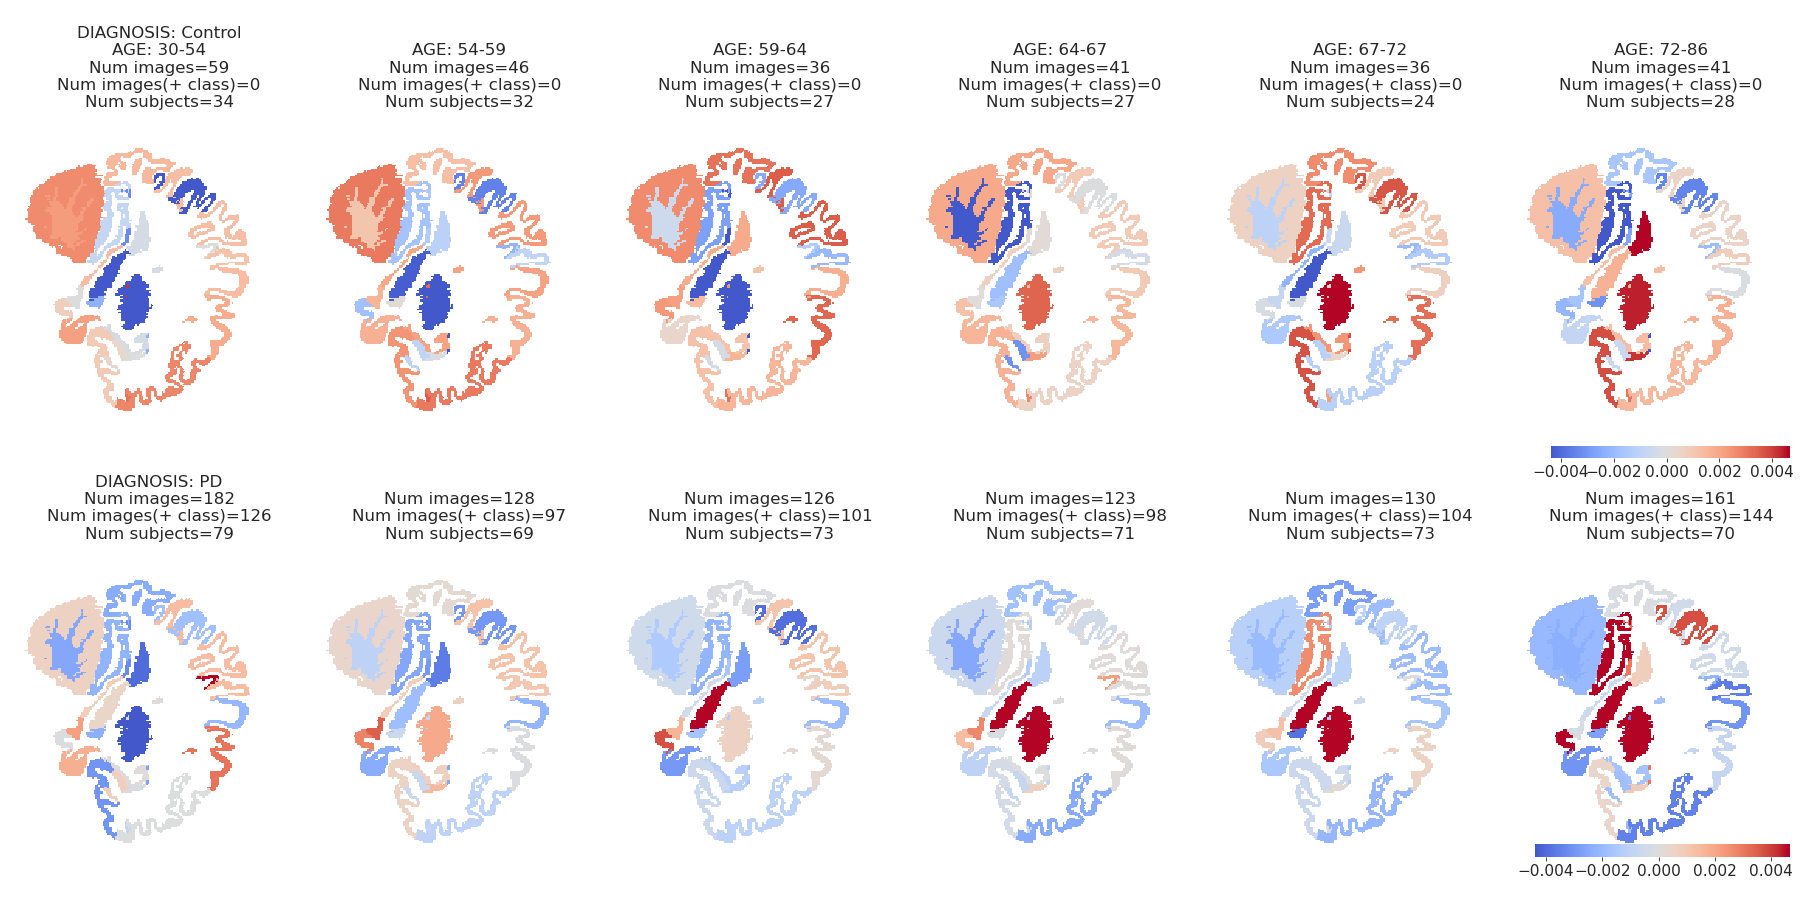 DIAGNOSIS: Control
AGE: 30-54
Num images=59
Num images(+ class)=0
Num subjects=34
AGE: 54-59
Num images=46
Num images(+ class)=0
Num subjects=32
AGE: 59-64
Num images=36
Num images(+ class)=0
Num subjects=27
AGE: 64-67
Num images=41
Num images(+ class)=0
Num subjects=27
AGE: 67-72
Num images=36
Num images(+ class)=0
Num subjects=24
AGE: 72-86
Num images=41
Num images(+ class)=0
Num subjects=28
−0.004 −0.002 0.000 0.002 0.004
DIAGNOSIS: PD
Num images=182
Num images(+ class)=126
Num subjects=79
Num images=128
Num images(+ class)=97
Num subjects=69
Num images=126
Num images(+ class)=101
Num subjects=73
Num images=123
Num images(+ class)=98
Num subjects=71
Num images=130
Num images(+ class)=104
Num subjects=73
Num images=161
Num images(+ class)=144
Num subjects=70
−0.004 −0.002 0.000 0.002 0.004